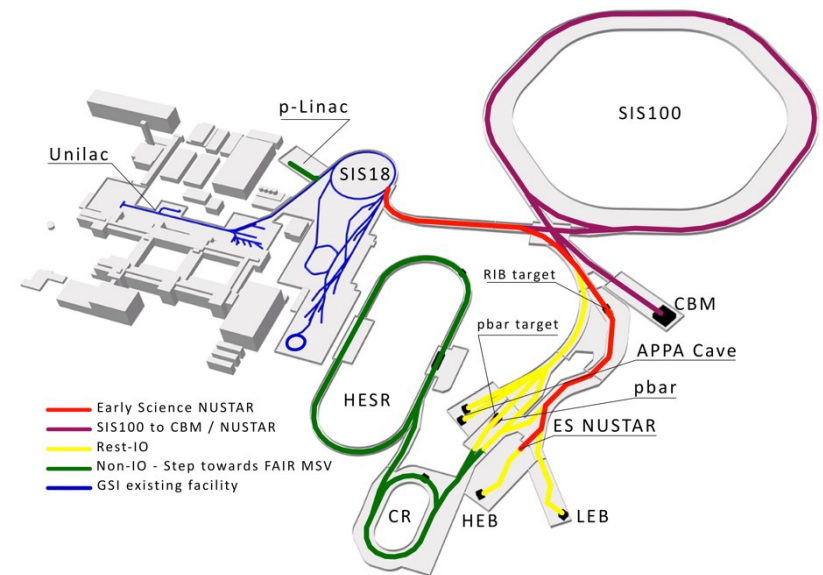 p-Linac
SIS100
Unilac
SIS18
RIB target
CBM
pbar target
APPA Cave
pbar
HESR
ES NUSTAR
Early Science NUSTAR
SIS100 to CBM / NUSTAR
Rest-IO
Non-IO - Step towards FAIR MSV
GSI existing facility
CR
HEB
LEB